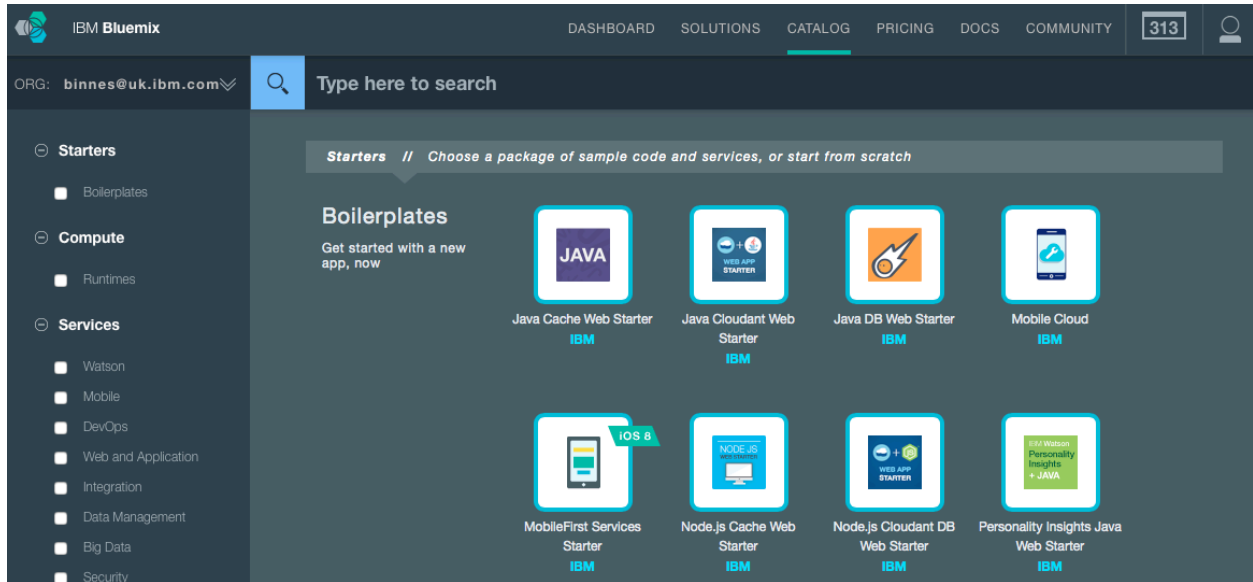 IBM Bluemix
DASHBOARD SOLUTIONS CATALOG PRICING DOCS COMMUNITY 313
ORG: binnes@uk.ibm.com
Type here to search
Starters
Boilerplates
Compute
Runtimes
Services
Watson
Mobile
DevOps
Web and Application
Integration
Data Management
Big Data
Security
Starters // Choose a package of sample code and services, or start from scratch
Boilerplates
Get started with a new
app, now
JAVA
Java Cache Web Starter
IBM
+
WEB APP
STARTER
Java Cloudant Web
Starter
IBM
Java DB Web Starter
IBM
Mobile Cloud
IBM
iOS 8
MobileFirst Services
Starter
IBM
NODE JS
WEB STARTER
Node.js Cache Web
Starter
IBM
+
WEB APP
STARTER
Node.js Cloudant DB
Web Starter
IBM
IBM Watson
Personality
Insights
+ JAVA
Personality Insights Java
Web Starter
IBM